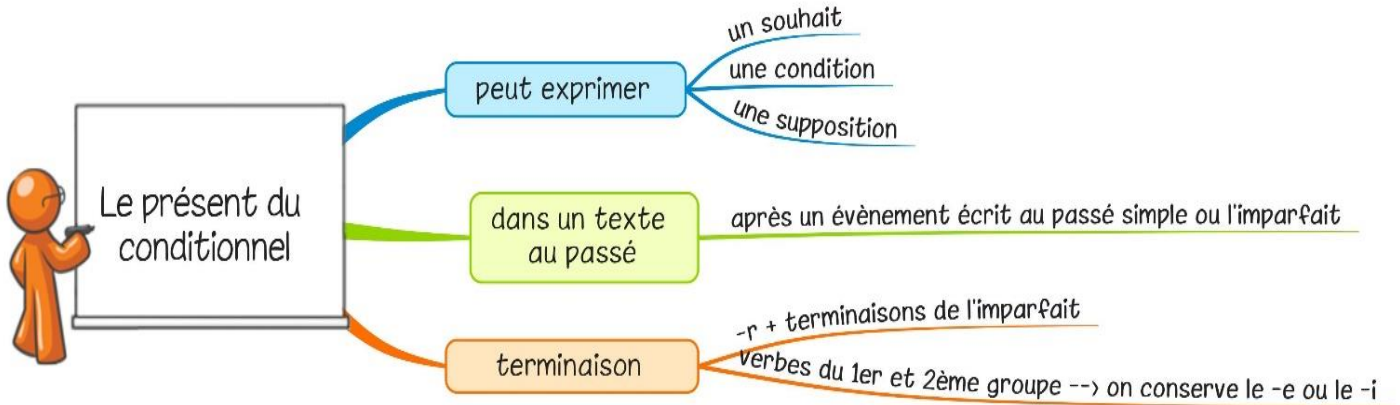 Le présent du
conditionnel
peut exprimer
un souhait
une condition
une supposition
dans un texte
au passé
après un évènement écrit au passé simple ou l'imparfait
terminaison
-r + terminaisons de l'imparfait
verbes du 1er et 2ème groupe --> on conserve le -e ou le -i